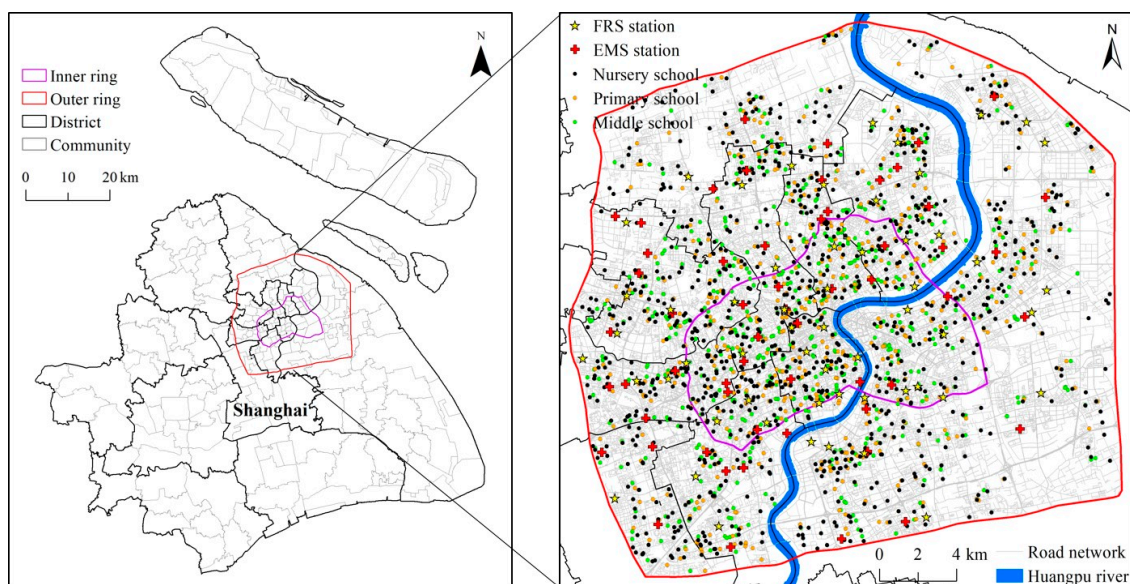 N
Inner ring
Outer ring
District
Community
0 10 20 km
Shanghai
FRS station
EMS station
Nursery school
Primary school
Middle school
N
0 2 4 km
Road network
Huangpu river